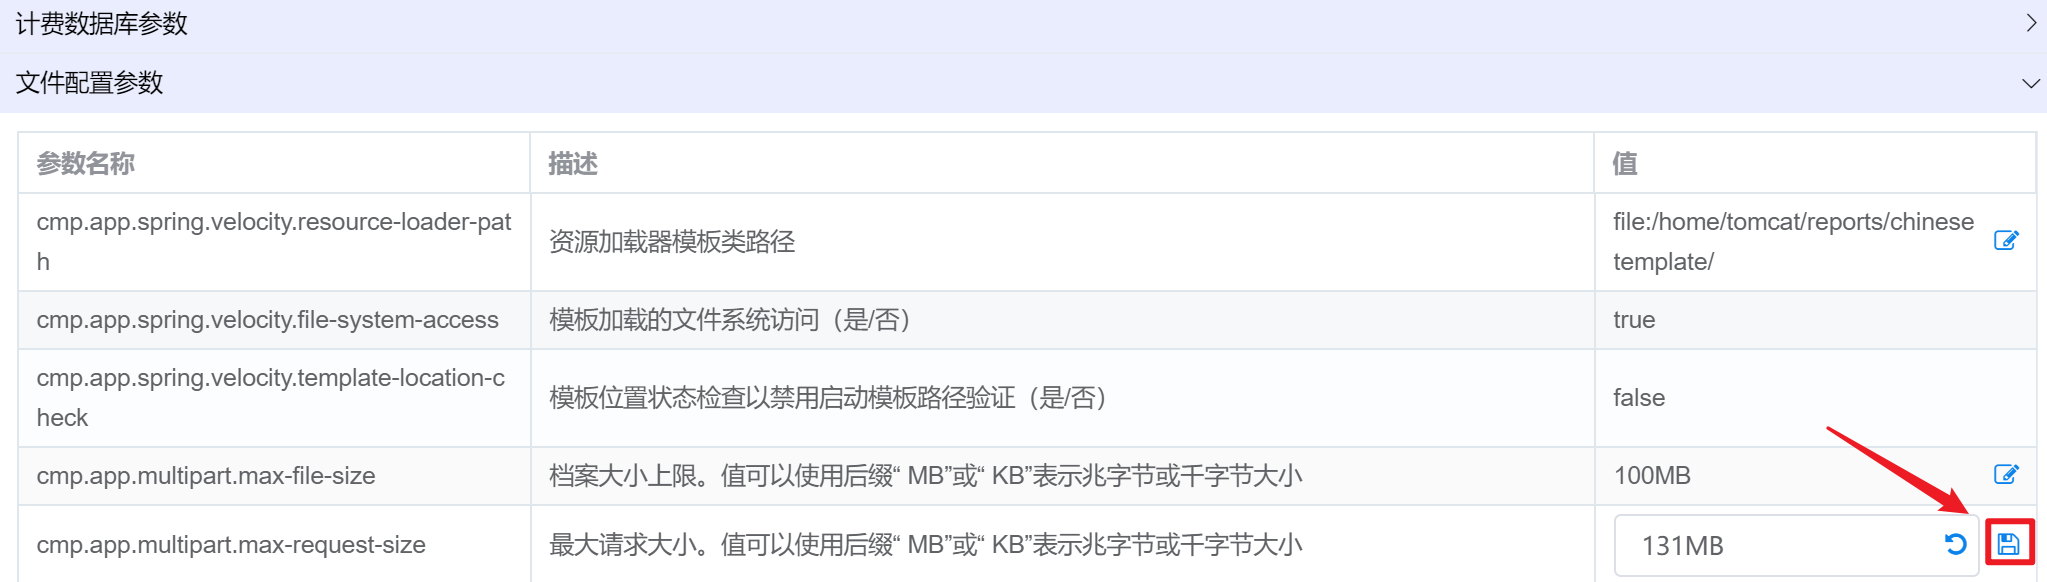 计费数据库参数
文件配置参数
参数名称 描述 值
cmp.app.spring.velocity.resource-loader-pat
h
资源加载器模板类路径
file:/home/tomcat/reports/chinese
template/
cmp.app.spring.velocity.file-system-access 模板加载的文件系统访问（是/否） true
cmp.app.spring.velocity.template-location-c
heck
模板位置状态检查以禁用启动模板路径验证（是/否）
false
cmp.app.multipart.max-file-size 档案大小上限。值可以使用后缀“ MB”或“ KB”表示兆字节或千字节大小 100MB
cmp.app.multipart.max-request-size 最大请求大小。值可以使用后缀“ MB”或“ KB”表示兆字节或千字节大小 131MB